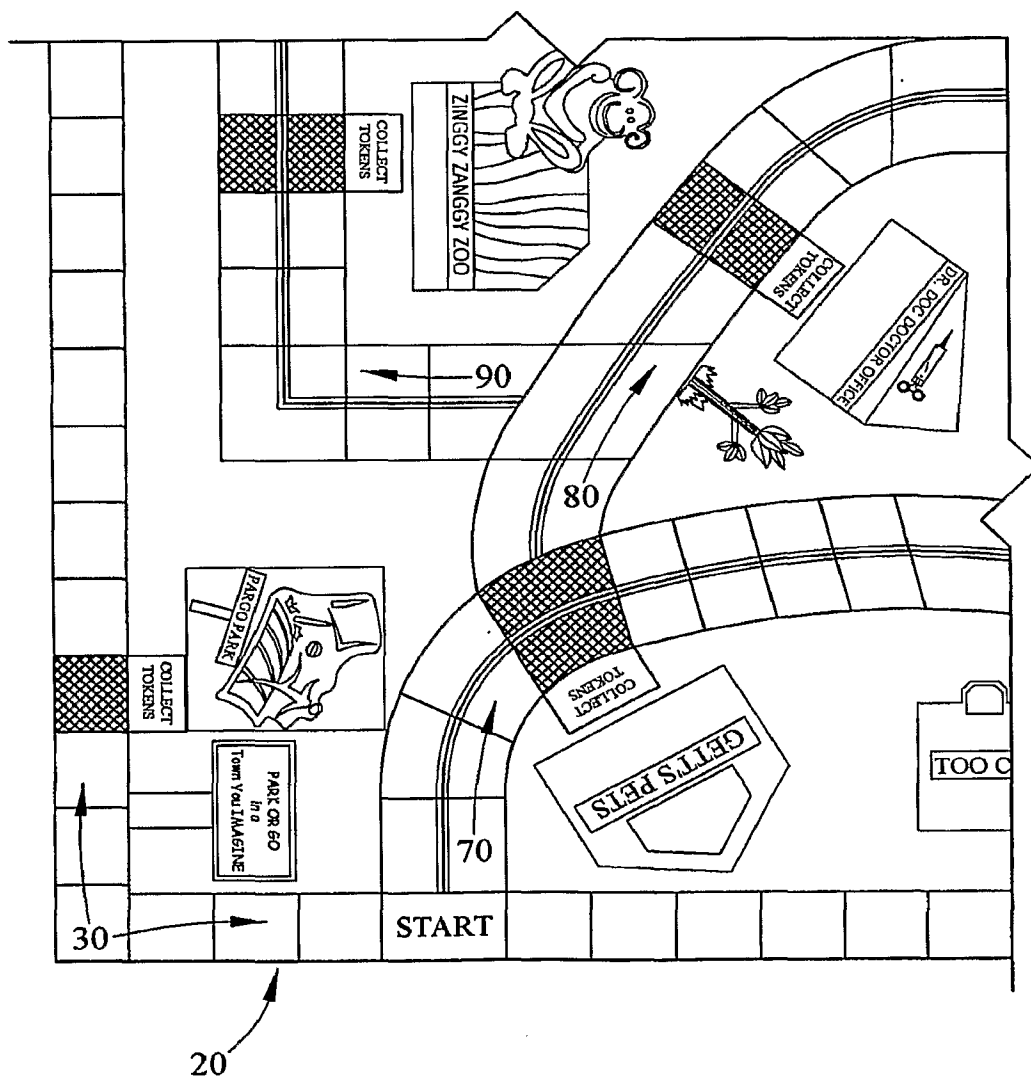 COLLECT
TOKENS
ZINGGY ZANGGY ZOO
COLLECT
TOKENS
DR. DOC DOCTOR OFFICE
90
80
PARGO PARK
COLLECT
TOKENS
COLLECT
TOKENS
GETT'S PETS
TOO C
PARK OR GO
in a
Town You IMAGINE
70
30
START
20